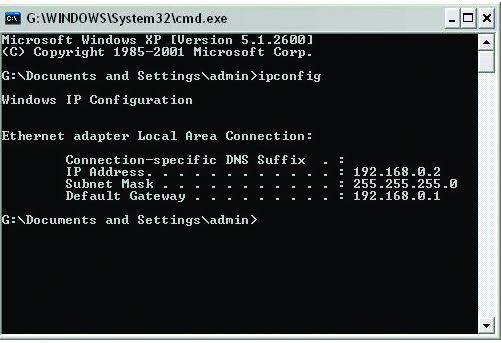 G:\WINDOWS\System32\cmd.exe
Microsoft Windows XP [Version 5.1.2600]
(C) Copyright 1985-2001 Microsoft Corp.
G:\Documents and Settings\admin>ipconfig
Windows IP Configuration
Ethernet adapter Local Area Connection:
Connection-specific DNS Suffix . :
IP Address. . . . . . . . . . . . : 192.168.0.2
Subnet Mask . . . . . . . . . . . : 255.255.255.0
Default Gateway . . . . . . . . . : 192.168.0.1
G:\Documents and Settings\admin>